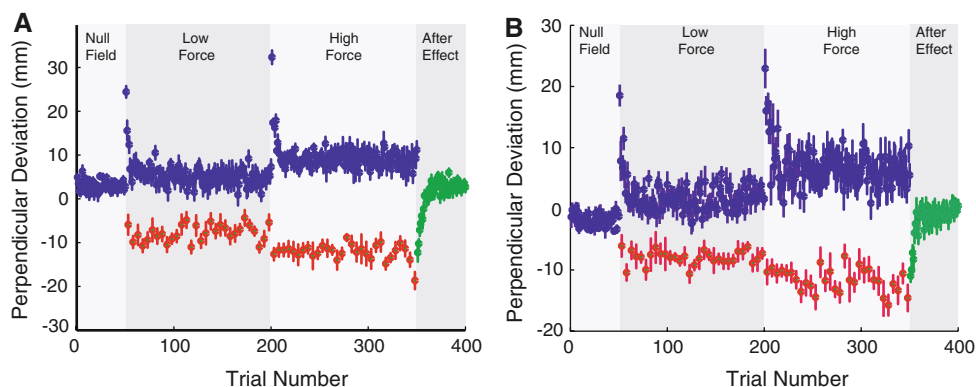 A
Null
Field
Low
Force
High
Force
After
Effect
Perpendicular Deviation (mm)
30
20
10
0
-10
-20
-30
0
100
200
300
400
Trial Number
B
Null
Field
Low
Force
High
Force
After
Effect
Perpendicular Deviation (mm)
30
20
10
0
-10
-20
0
100
200
300
400
Trial Number